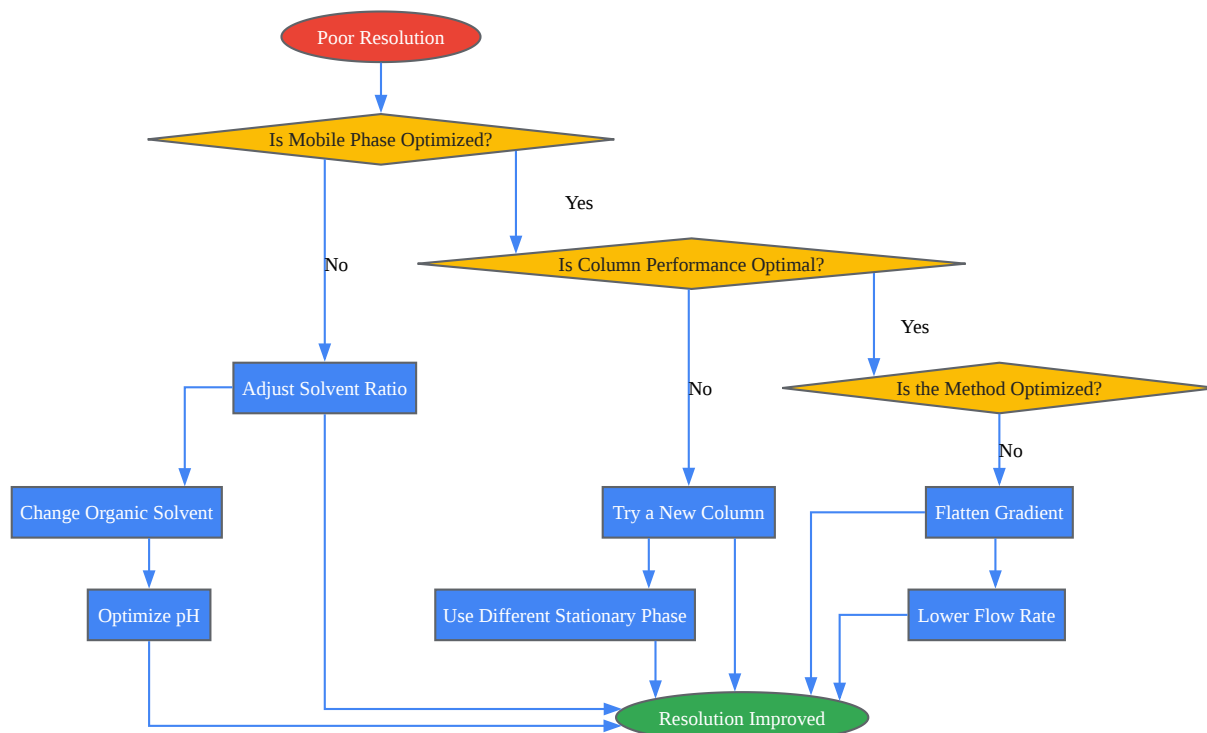 Poor Resolution
Is Mobile Phase Optimized?
Yes
No
Is Column Performance Optimal?
Yes
Adjust Solvent Ratio
No
Is the Method Optimized?
No
Change Organic Solvent
Try a New Column
Flatten Gradient
Optimize pH
Use Different Stationary Phase
Lower Flow Rate
Resolution Improved